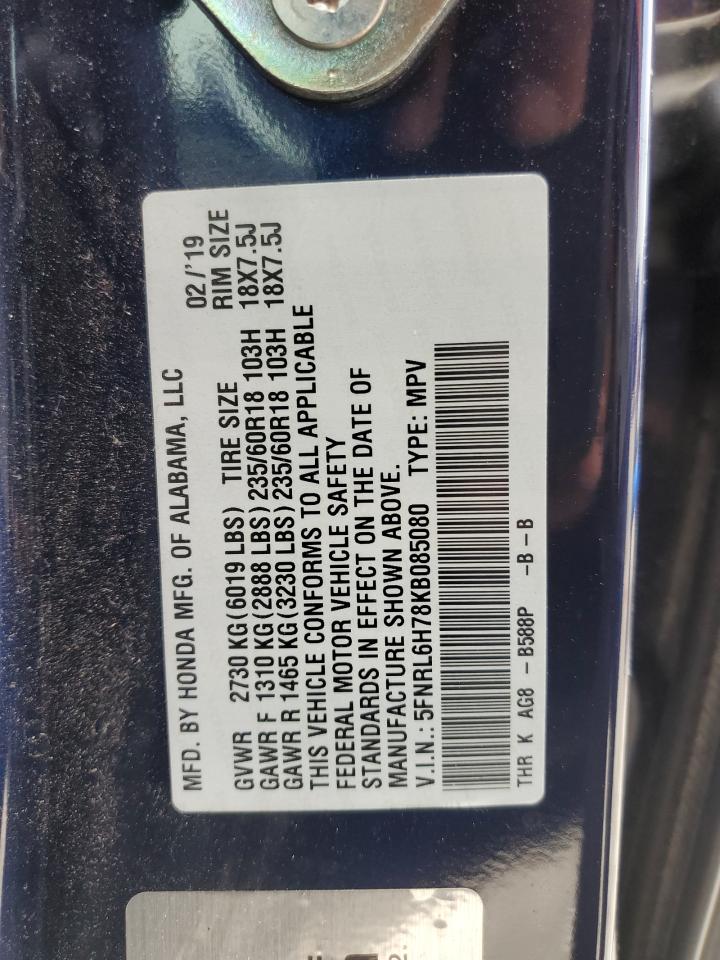 MFD. BY HONDA MFG. OF ALABAMA, LLC 02/'19
GVWR 2730 KG(6019 LBS) TIRE SIZE RIM SIZE
GAWR F 1310 KG(2888 LBS)235/60R18 103H 18X7.5J
GAWR R 1465 KG(3230 LBS)235/60R18 103H 18X7.5J
THIS VEHICLE CONFORMS TO ALL APPLICABLE
FEDERAL MOTOR VEHICLE SAFETY
STANDARDS IN EFFECT ON THE DATE OF
MANUFACTURE SHOWN ABOVE.
V.I.N.: 5FNRL6H78KB085080 TYPE: MPV
THR K AG8 - B588P -B-B